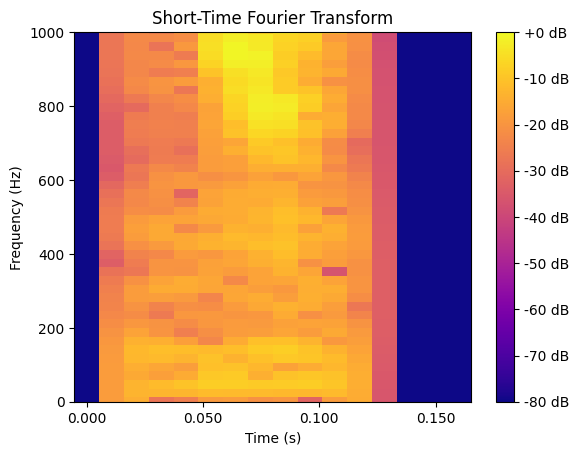 Short-Time Fourier Transform
1000
800
600
400
200
0
Frequency (Hz)
0.000
0.050
0.100
0.150
Time (s)
+0 dB
-10 dB
-20 dB
-30 dB
-40 dB
-50 dB
-60 dB
-70 dB
-80 dB